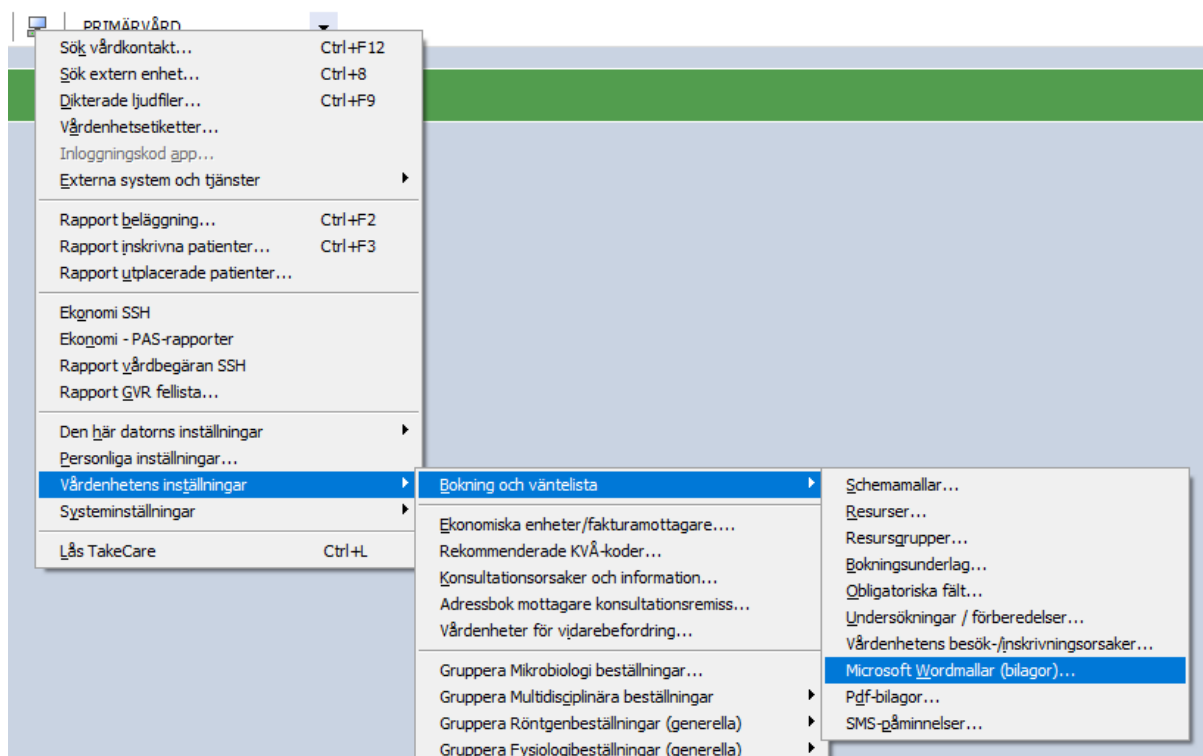 PRIMÄRVÅRD
Sök vårdkontakt... Ctrl+F12
Sök extern enhet... Ctrl+8
Dikterade ljudfiler... Ctrl+F9
Vårdenhetsetiketter...
Inloggningskod app...
Externa system och tjänster
Rapport beläggning... Ctrl+F2
Rapport inskrivna patienter... Ctrl+F3
Rapport utplacerade patienter...
Ekonomi SSH
Ekonomi - PAS-rapporter
Rapport vårdbegäran SSH
Rapport GVR fellista...
Den här datorns inställningar
Personliga inställningar...
Vårdenhetens inställningar
Systeminställningar
Lås TakeCare Ctrl+L
Bokning och väntelista
Ekonomiska enheter/fakturamottagare....
Rekommenderade KVÅ-koder...
Konsultationsorsaker och information...
Adressbok mottagare konsultationsremiss...
Vårdenheter för vidarebefordring...
Gruppera Mikrobiologi beställningar...
Gruppera Multidisciplinära beställningar
Gruppera Röntgenbeställningar (generella)
Gruppera Fysiologibeställningar (generella)
Schemamallar...
Resurser...
Resursgrupper...
Bokningsunderlag...
Obligatoriska fält...
Undersökningar / förberedelser...
Vårdenhetens besök-/inskrivningsorsaker...
Microsoft Wordmallar (bilagor)...
Pdf-bilagor...
SMS-påminnelser...